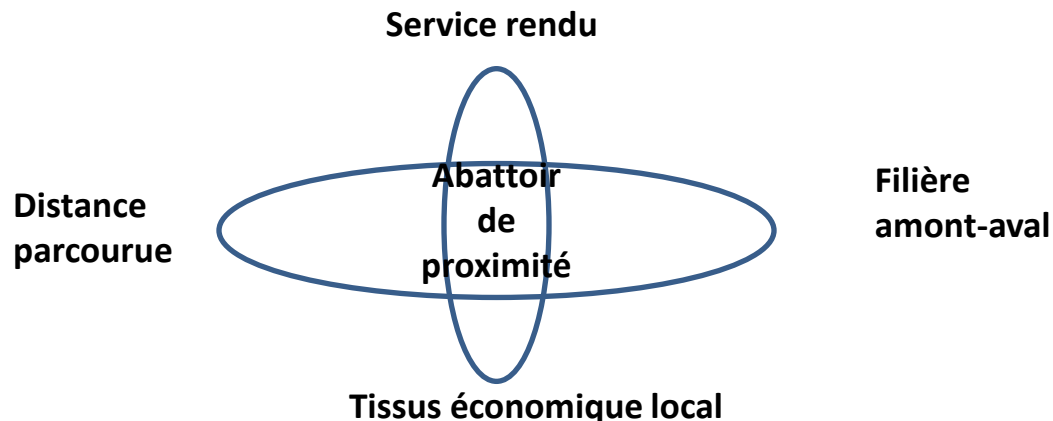 Service rendu
Abattoir
de
proximité
Distance
parcourue
Filière
amont-aval
Tissus économique local